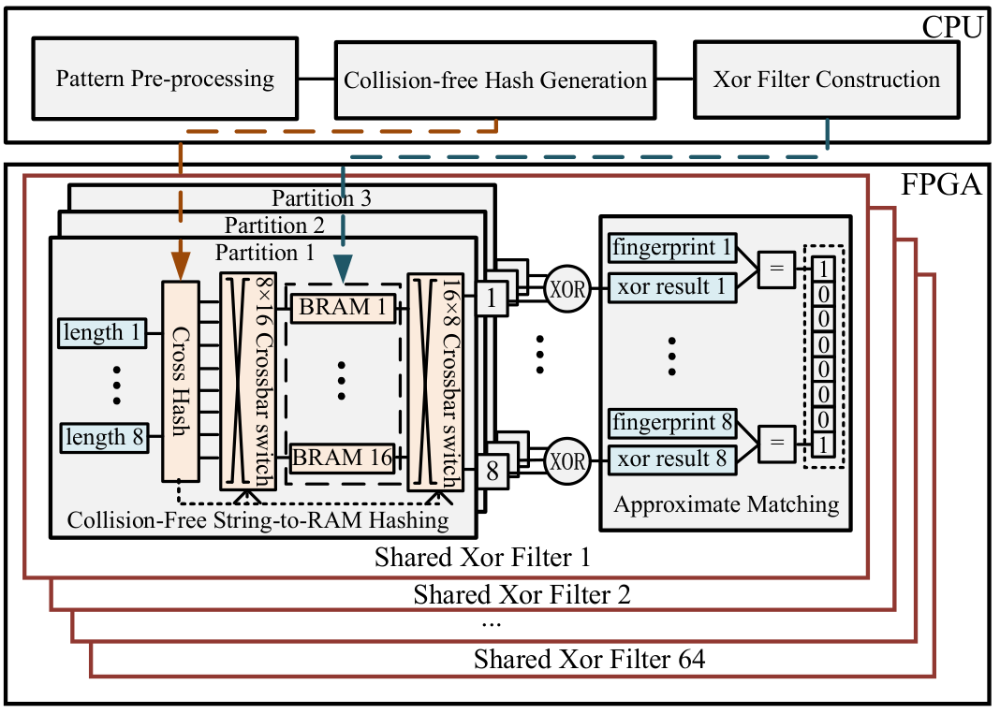 CPU
Pattern Pre-processing
Collision-free Hash Generation
Xor Filter Construction
FPGA
Partition 3
Partition 2
Partition 1
length 1
length 8
Cross Hash
8×16 Crossbar switch
BRAM 1
BRAM 16
16×8 Crossbar switch
1
8
Collision-Free String-to-RAM Hashing
XOR
XOR
fingerprint 1
xor result 1
=
fingerprint 8
xor result 8
=
1
0
0
0
0
0
0
1
Approximate Matching
Shared Xor Filter 1
Shared Xor Filter 2
...
Shared Xor Filter 64